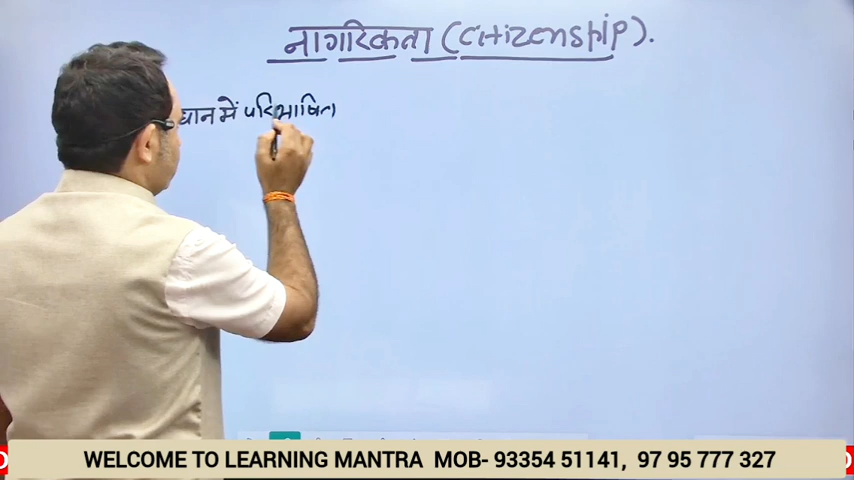 नागरिकता (Citizenship).
धान में परिभाषित
WELCOME TO LEARNING MANTRA MOB- 93354 51141, 97 95 777 327